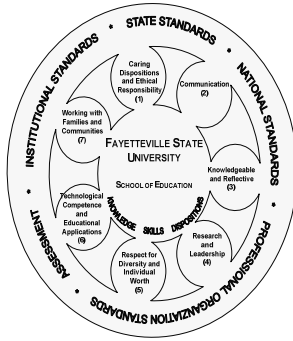 STATE STANDARDS
*
NATIONAL STANDARDS
*
PROFESSIONAL ORGANZIATION STANDARDS
*
ASSESSMENT
*
INSTITUTIONAL STANDARDS
*
Caring
Dispositions
and Ethical
Responsibility
(1)
Communication
(2)
Knowledgeable
and Reflective
(3)
Research
and
Leadership
(4)
Respect for
Diversity and
Individual
Worth
(5)
Technological
Competence
and
Educational
Applications
(6)
Working with
Families and
Communities
(7)
FAYETTEVILLE STATE
UNIVERSITY
SCHOOL OF EDUCATION
KNOWLEDGE SKILLS DISPOSITIONS